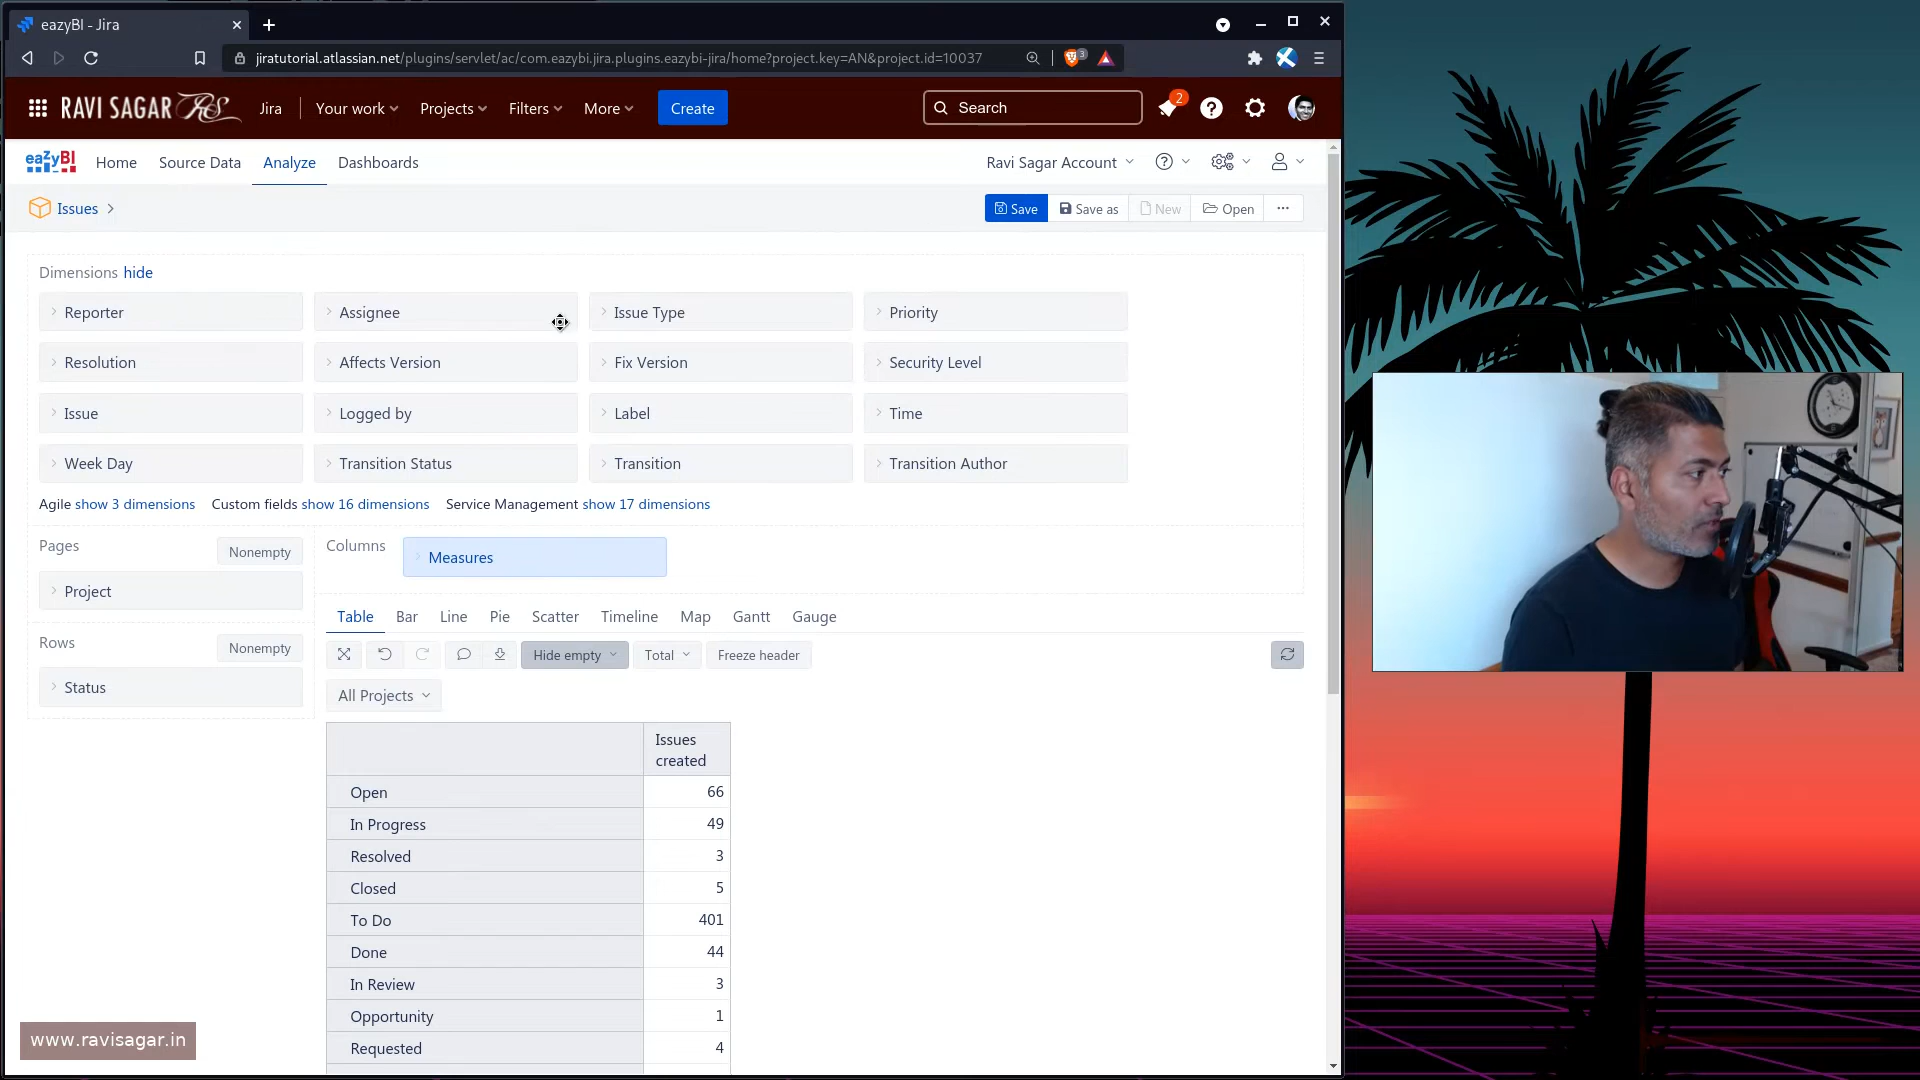 eazyBI - Jira
jiratutorial.atlassian.net/plugins/servlet/ac/com.eazybi.jira.plugins.eazybi-jira/home?project.key=AN&project.id=10037
3
RAVI SAGAR RS Jira Your work Projects Filters More Create Search 2
eazyBI Home Source Data Analyze Dashboards Ravi Sagar Account
Issues Save Save as New Open ...
Dimensions hide
Reporter Assignee Issue Type Priority
Resolution Affects Version Fix Version Security Level
Issue Logged by Label Time
Week Day Transition Status Transition Transition Author
Agile show 3 dimensions Custom fields show 16 dimensions Service Management show 17 dimensions
Pages Nonempty Columns Measures
Project
Table Bar Line Pie Scatter Timeline Map Gantt Gauge
Rows Nonempty Hide empty Total Freeze header
Status All Projects
Issues
created
Open 66
In Progress 49
Resolved 3
Closed 5
To Do 401
Done 44
In Review 3
Opportunity 1
Requested 4
www.ravisagar.in